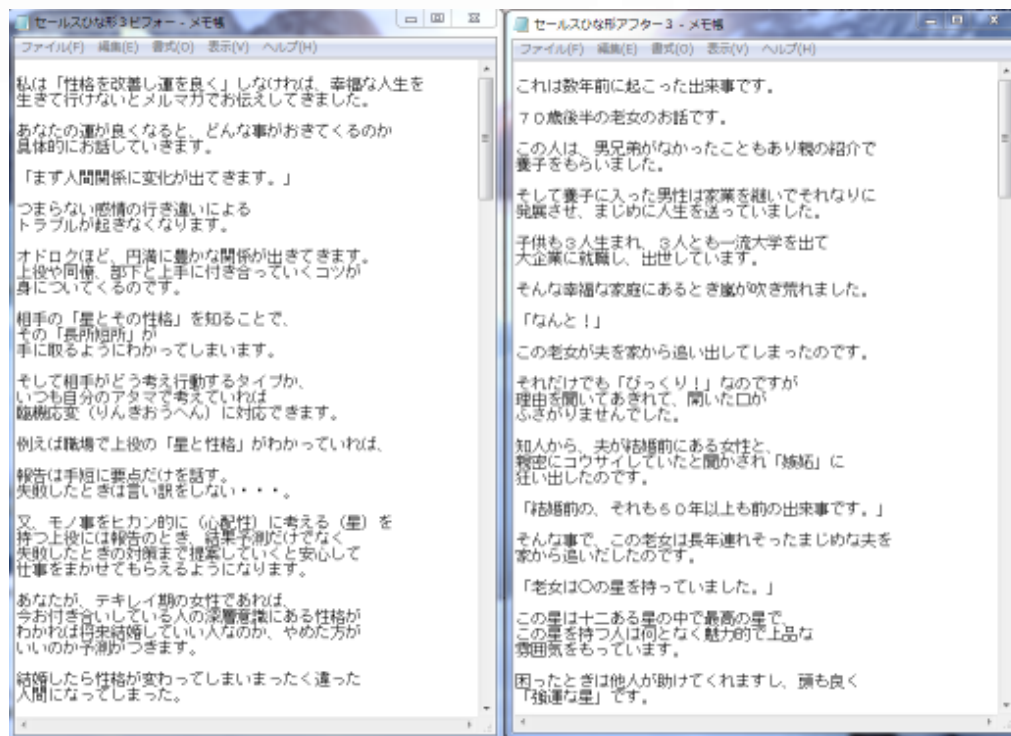 セールスひな形３ビフォー - メモ帳
ファイル(F) 編集(E) 書式(O) 表示(V) ヘルプ(H)
私は「性格を改善し運を良く」しなければ、幸福な人生を
生きて行けないとメルマガでお伝えしてきました。
あなたの運が良くなると、どんな事がおきてくるのか
具体的にお話していきます。
「まず人間関係に変化が出てきます。」
つまらない感情の行き違いによる
トラブルが起きなくなります。
オドロクほど、円満に豊かな関係が出きてきます。
上役や同僚、部下と上手に付き合っていくコツが
身についてくるのです。
相手の「星とその性格」を知ることで、
その「長所短所」が
手に取るようにわかってしまいます。
そして相手がどう考え行動するタイプか、
いつも自分のアタマで考えていれば
臨機応変（りんきおうへん）に対応できます。
例えば職場で上役の「星と性格」がわかっていれば、
報告は手短に要点だけを話す。
失敗したときは言い訳をしない・・・。
又、モノ事をヒカン的に（心配性）に考える（星）を
持つ上役には報告のとき、結果予測だけでなく
失敗したときの対策まで提案していくと安心して
仕事をまかせてもらえるようになります。
あなたが、テキレイ期の女性であれば、
今お付き合いしている人の深層意識にある性格が
わかれば将来結婚していい人なのか、やめた方が
いいのか予測がつきます。
結婚したら性格が変わってしまいまったく違った
人間になってしまった。
セールスひな形アフター３ - メモ帳
ファイル(F) 編集(E) 書式(O) 表示(V) ヘルプ(H)
これは数年前に起こった出来事です。
７０歳後半の老女のお話です。
この人は、男兄弟がなかったこともあり親の紹介で
養子をもらいました。
そして養子に入った男性は家業を継いでそれなりに
発展させ、まじめに人生を送っていました。
子供も３人生まれ、３人とも一流大学を出て
大企業に就職し、出世しています。
そんな幸福な家庭にあるとき嵐が吹き荒れました。
「なんと！」
この老女が夫を家から追い出してしまったのです。
それだけでも「びっくり！」なのですが
理由を聞いてあきれて、開いた口が
ふさがりませんでした。
知人から、夫が結婚前にある女性と、
親密にコウサイしていたと聞かされ「嫉妬」に
狂い出したのです。
「結婚前の、それも５０年以上も前の出来事です。」
そんな事で、この老女は長年連れそったまじめな夫を
家から追いだしたのです。
「老女は〇の星を持っていました。」
この星は十二ある星の中で最高の星で、
この星を持つ人は何となく魅力的で上品な
雰囲気をもっています。
困ったときは他人が助けてくれますし、頭も良く
「強運な星」です。